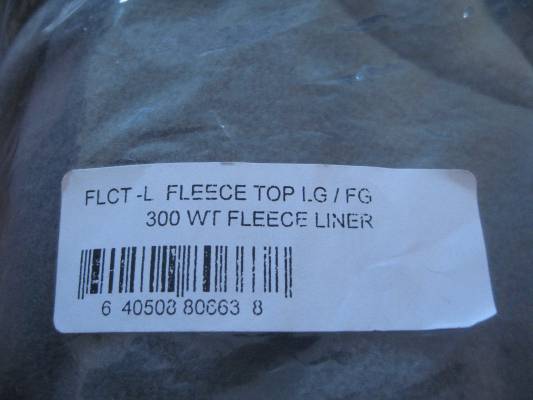 FLCT -L FLEECE TOP LG / FG
300 WT FLEECE LINER
6 40508 80663 8